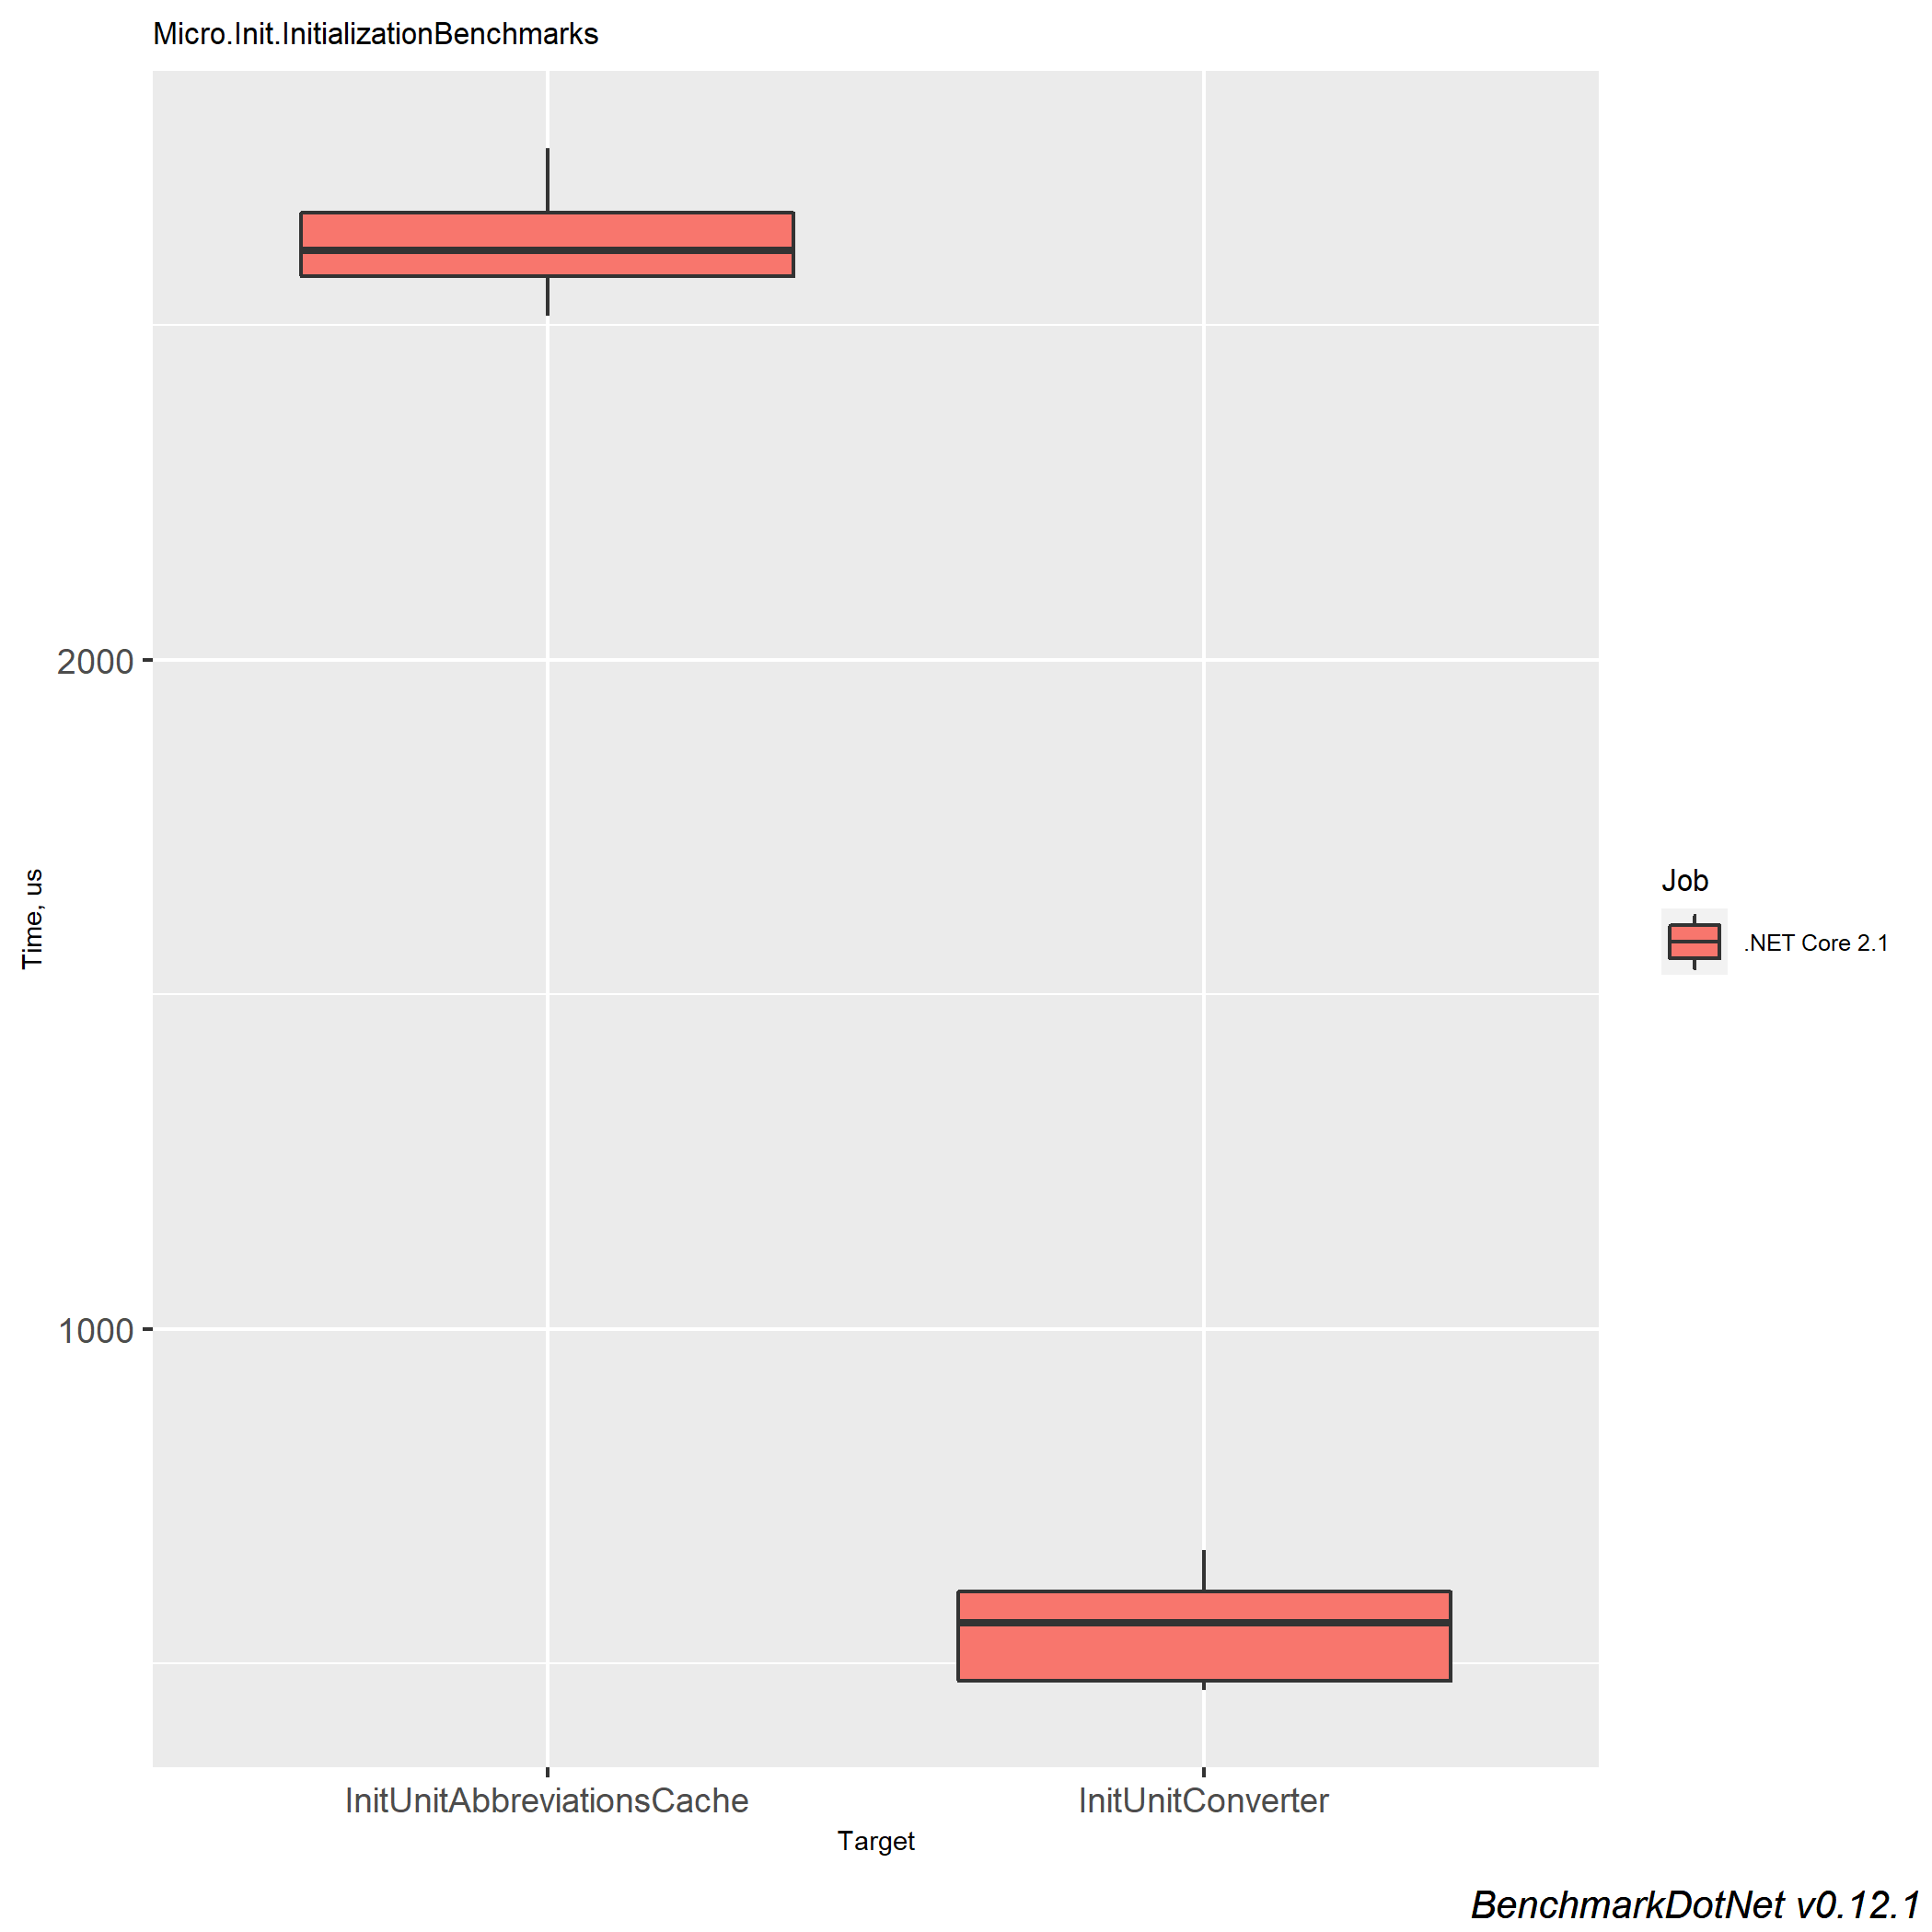 Micro.Init.InitializationBenchmarks
2000
1000
Time, us
InitUnitAbbreviationsCache
InitUnitConverter
Target
Job
.NET Core 2.1
BenchmarkDotNet v0.12.1